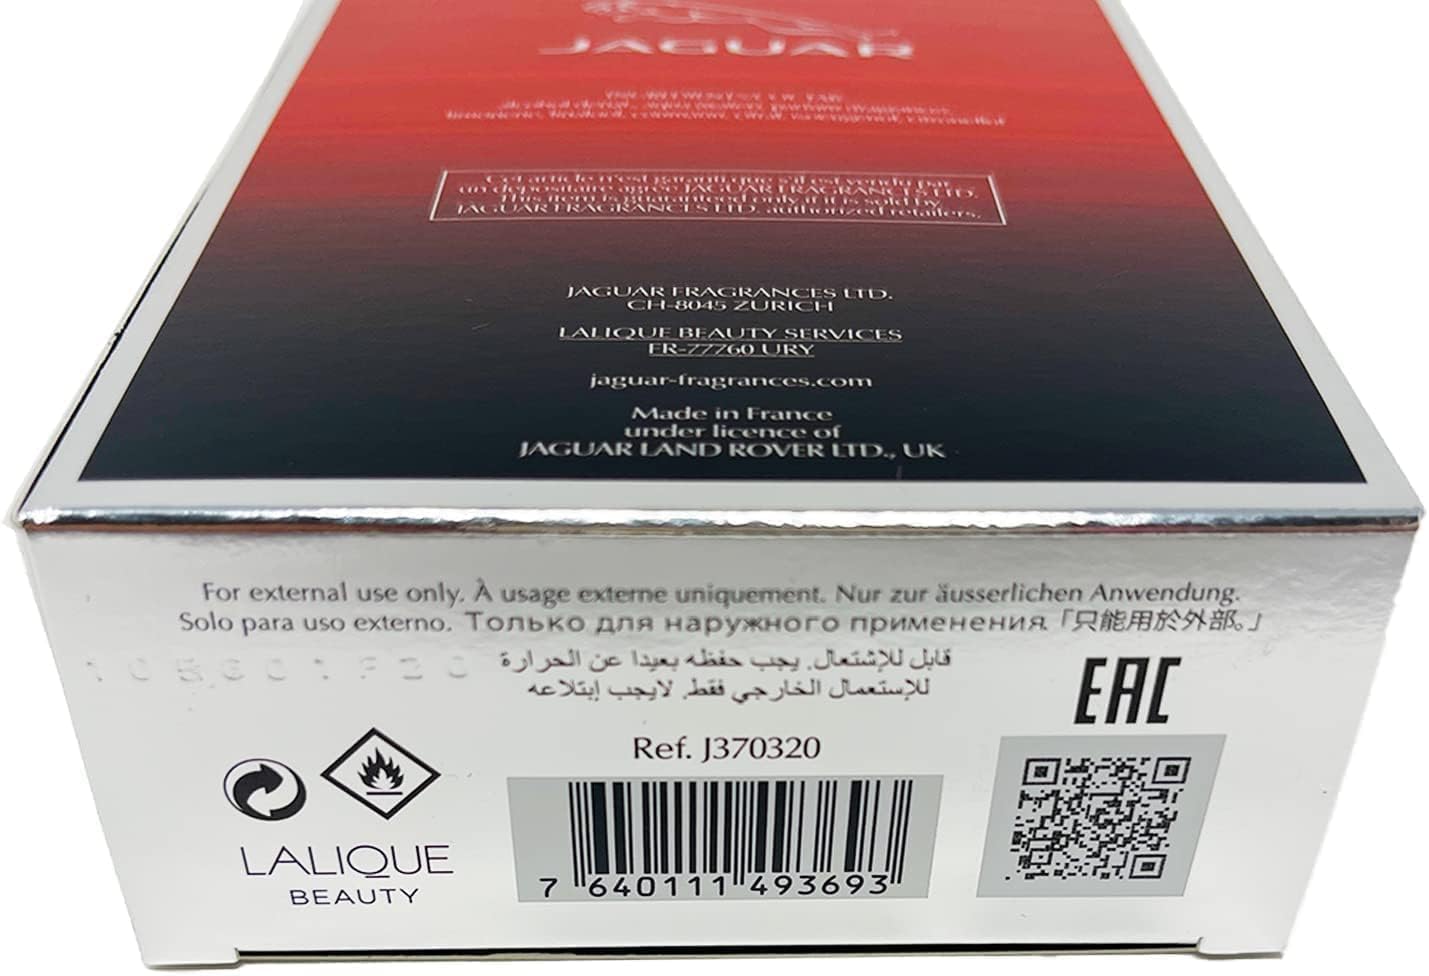 JAGUAR
Cet article n'est garanti que s'il est vendu par
un dépositaire agréé JAGUAR FRAGRANCES LTD.
This item is guaranteed only if it is sold by
JAGUAR FRAGRANCES LTD. authorized retailers.
JAGUAR FRAGRANCES LTD.
CH-8045 ZURICH
LALIQUE BEAUTY SERVICES
FR-77760 URY
jaguar-fragrances.com
Made in France
under licence of
JAGUAR LAND ROVER LTD., UK
For external use only. À usage externe uniquement. Nur zur äusserlichen Anwendung.
Solo para uso externo. Только для наружного применения「只能用於外部。」
قابل للإشتعال. يجب حفظه بعيدا عن الحرارة
للإستعمال الخارجي فقط. لايجب إبتلاعه
EAC
Ref. J370320
LALIQUE
BEAUTY
7 640111 493693